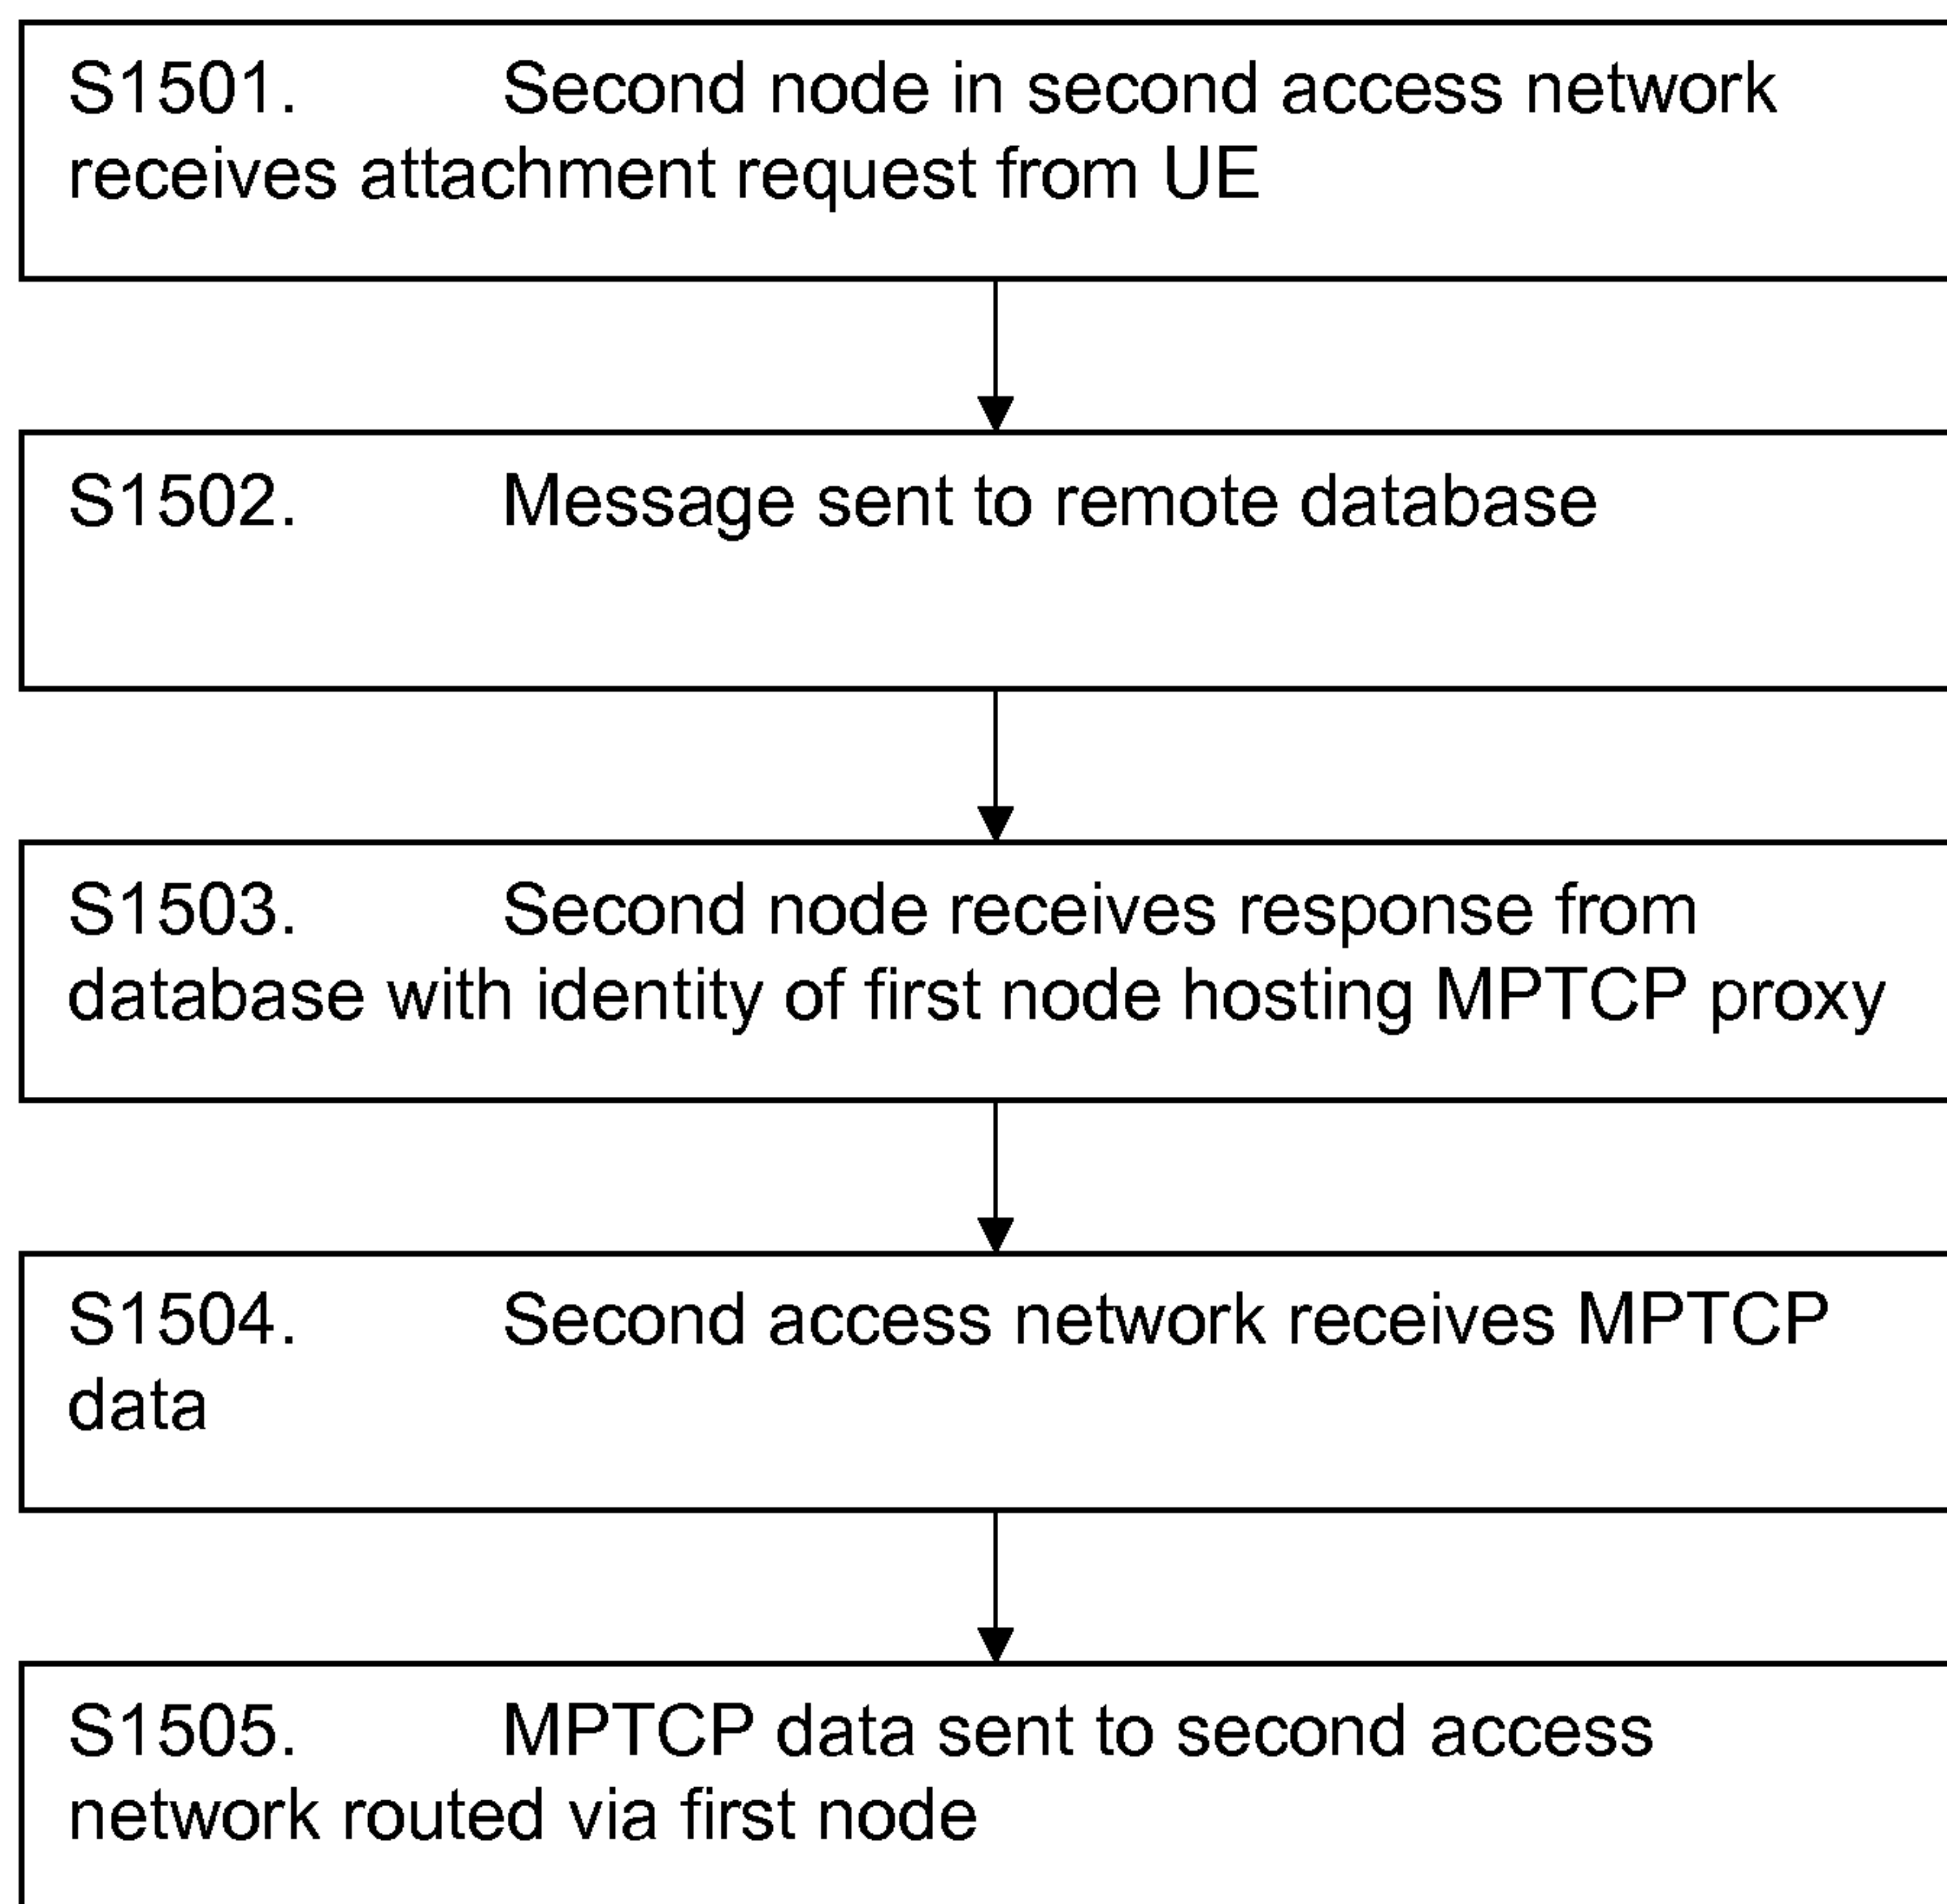 S1501. Second node in second access network
receives attachment request from UE
S1502. Message sent to remote database
S1503. Second node receives response from
database with identity of first node hosting MPTCP proxy
S1504. Second access network receives MPTCP
data
S1505. MPTCP data sent to second access
network routed via first node